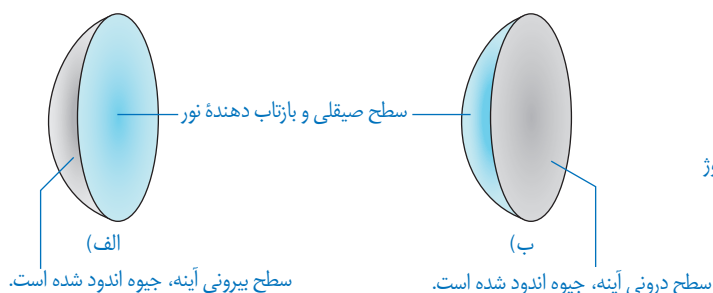 سطح صیقلی و بازتاب دهندهٔ نور
وژ
ب)
الف)
سطح درونی آینه، جیوه اندود شده است.
سطح بیرونی آینه، جیوه اندود شده است.